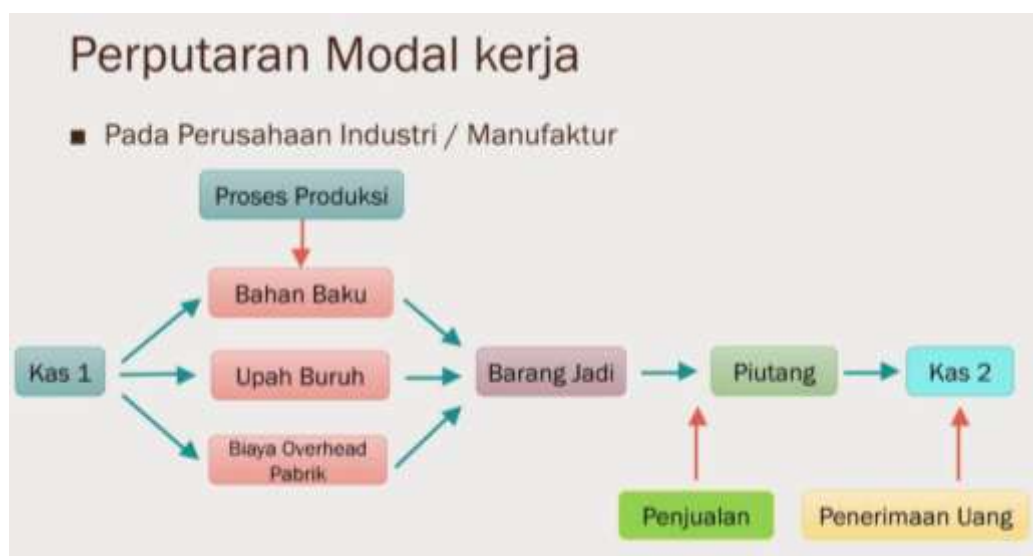 Perputaran Modal kerja
Pada Perusahaan Industri / Manufaktur
Proses Produksi
Bahan Baku
Kas 1
Upah Buruh
Barang Jadi
Piutang
Kas 2
Biaya Overhead
Pabrik
Penjualan
Penerimaan Uang